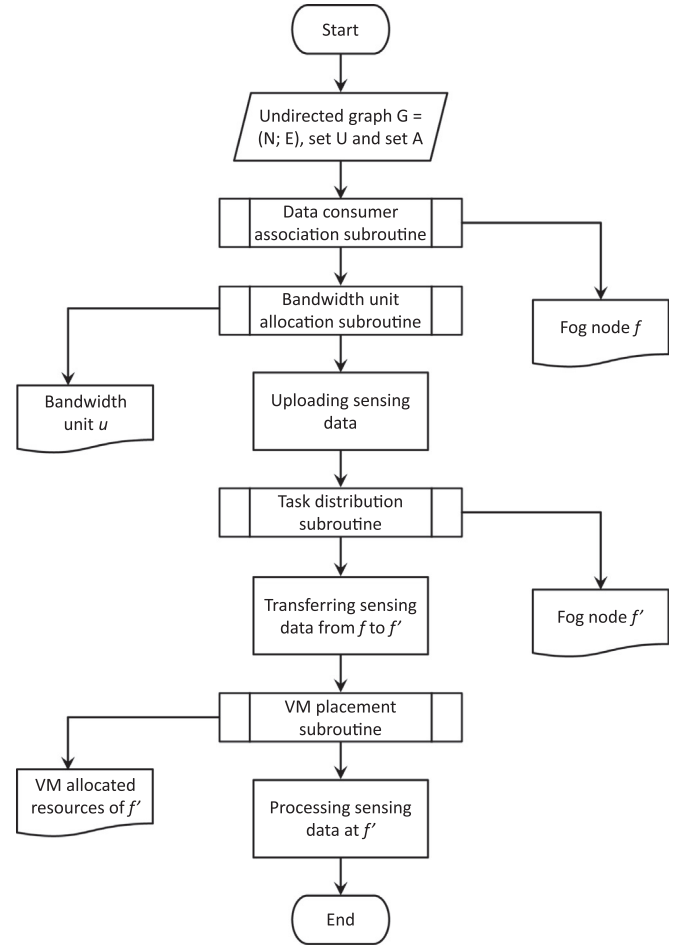 Start
Undirected graph G =
(N; E), set U and set A
Data consumer
association subroutine
Fog node f
Bandwidth unit
allocation subroutine
Bandwidth
unit u
Uploading sensing
data
Task distribution
subroutine
Fog node f′
Transferring sensing
data from f to f′
VM placement
subroutine
VM allocated
resources of f′
Processing sensing
data at f′
End